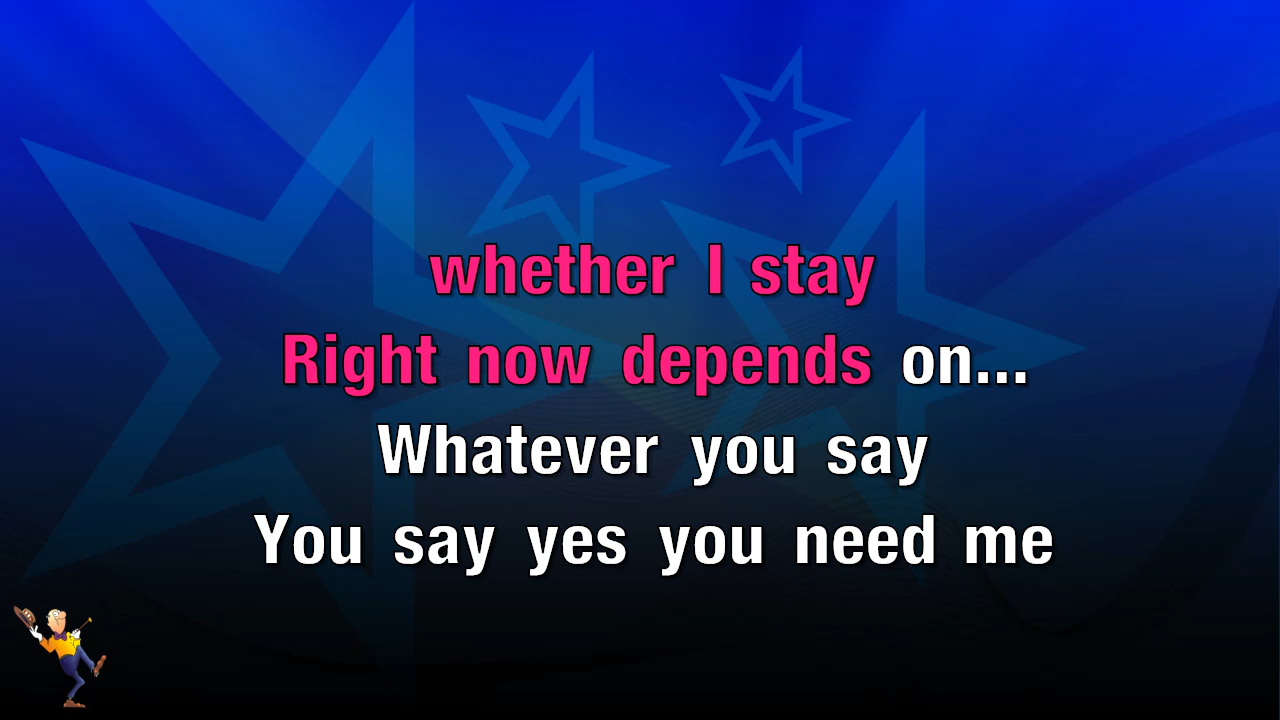 whether I stay
Right now depends on...
Whatever you say
You say yes you need me